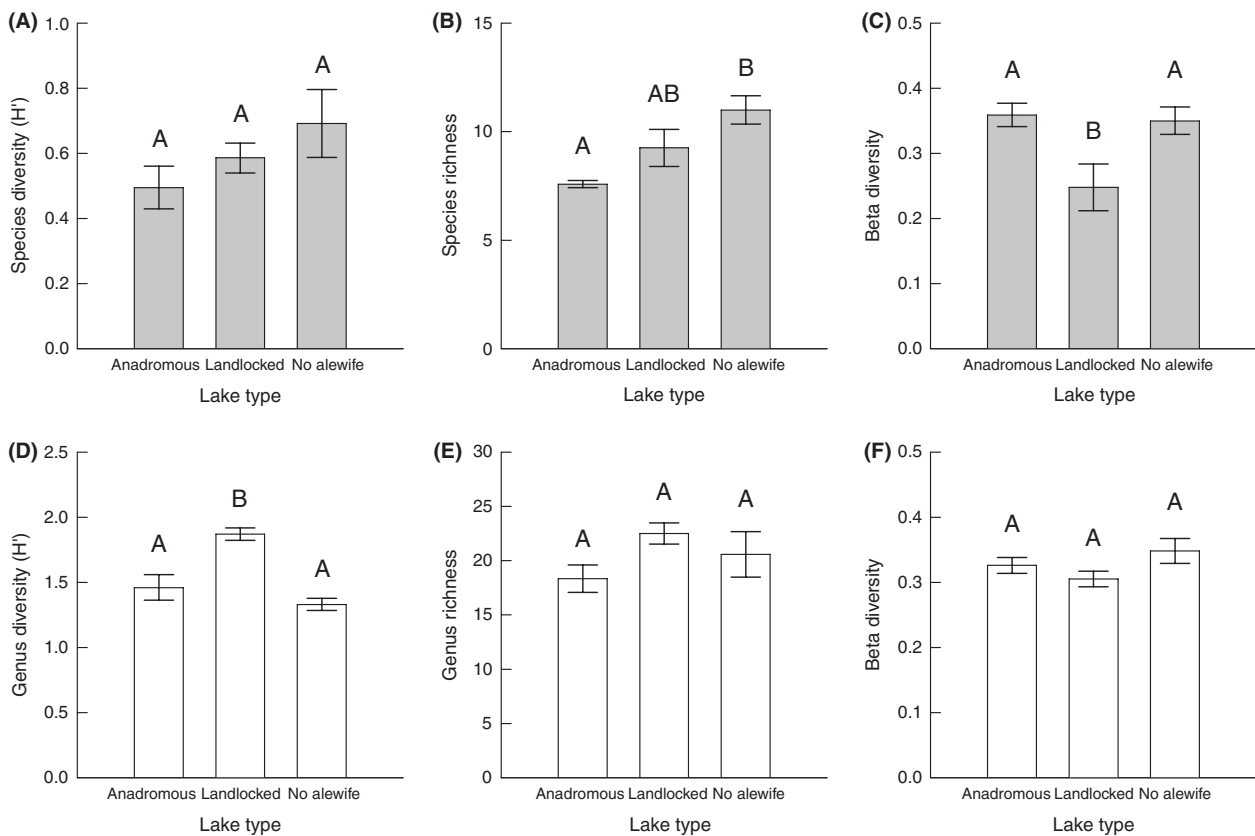 (A)
Species diversity (H')
1.0
0.8
0.6
0.4
0.2
0.0
A
A
A
Anadromous Landlocked No alewife
Lake type
(B)
Species richness
15
10
5
0
A
AB
B
Anadromous Landlocked No alewife
Lake type
(C)
Beta diversity
0.5
0.4
0.3
0.2
0.1
0.0
A
B
A
Anadromous Landlocked No alewife
Lake type
(D)
Genus diversity (H')
2.5
2.0
1.5
1.0
0.5
0.0
A
B
A
Anadromous Landlocked No alewife
Lake type
(E)
Genus richness
30
25
20
15
10
5
0
A
A
A
Anadromous Landlocked No alewife
Lake type
(F)
Beta diversity
0.5
0.4
0.3
0.2
0.1
0.0
A
A
A
Anadromous Landlocked No alewife
Lake type